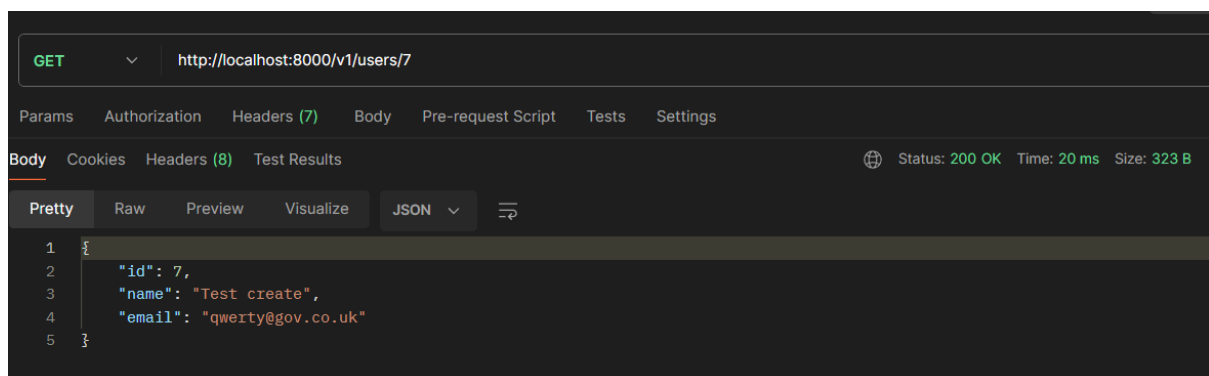 GET http://localhost:8000/v1/users/7
Params Authorization Headers (7) Body Pre-request Script Tests Settings
Body Cookies Headers (8) Test Results Status: 200 OK Time: 20 ms Size: 323 B
Pretty Raw Preview Visualize JSON
1 {
2 "id": 7,
3 "name": "Test create",
4 "email": "qwerty@gov.co.uk"
5 }